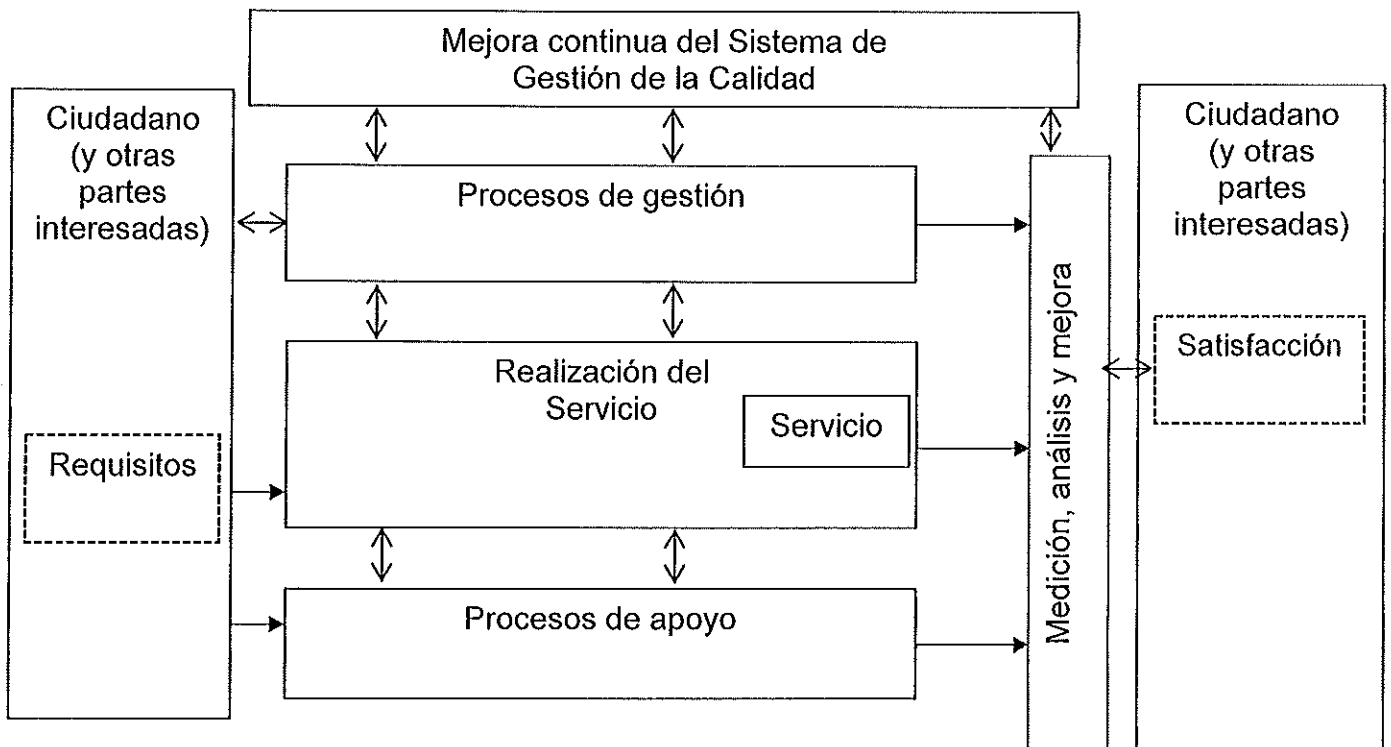 Mejora continua del Sistema de
Gestión de la Calidad
Ciudadano
(y otras
partes
interesadas)
Requisitos
Procesos de gestión
Realización del
Servicio
Servicio
Procesos de apoyo
Medición, análisis y mejora
Ciudadano
(y otras
partes
interesadas)
Satisfacción